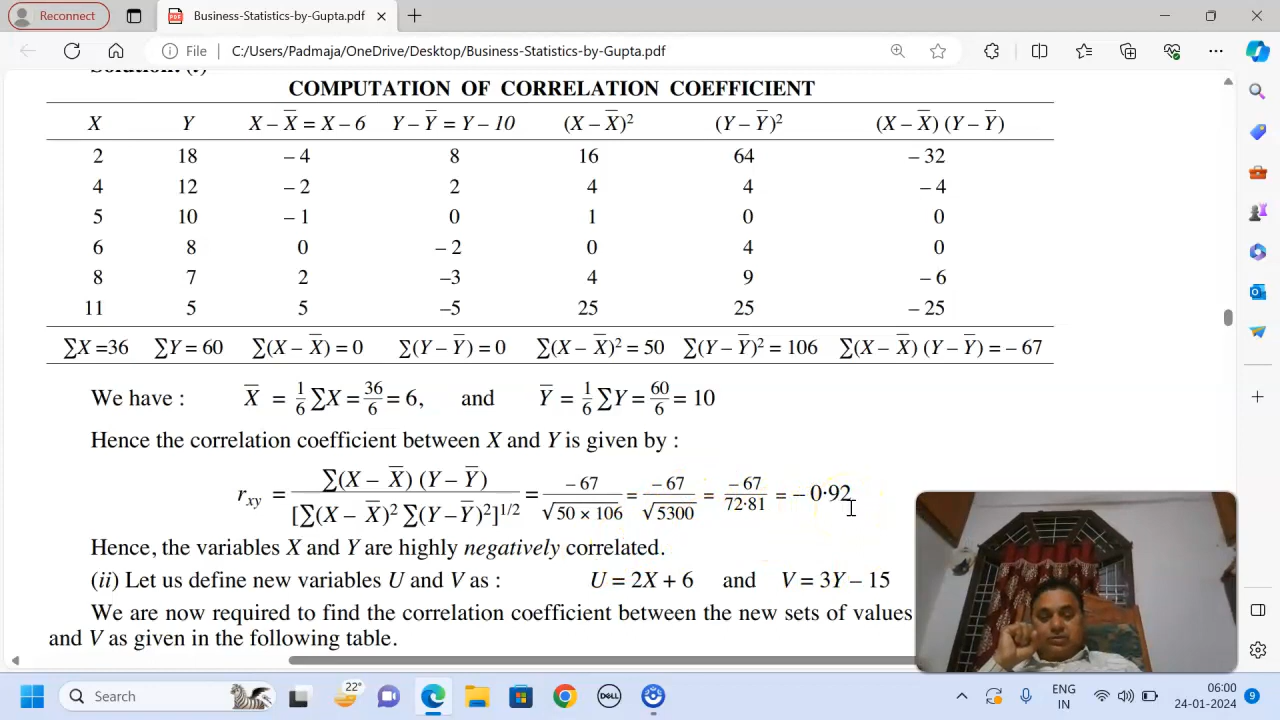 Reconnect
Business-Statistics-by-Gupta.pdf
File
C:/Users/Padmaja/OneDrive/Desktop/Business-Statistics-by-Gupta.pdf
COMPUTATION OF CORRELATION COEFFICIENT
X Y X – X̅ = X – 6 Y – Y̅ = Y – 10 (X – X̅)² (Y – Y̅)² (X – X̅) (Y – Y̅)
2 18 – 4 8 16 64 – 32
4 12 – 2 2 4 4 – 4
5 10 – 1 0 1 0 0
6 8 0 – 2 0 4 0
8 7 2 –3 4 9 – 6
11 5 5 –5 25 25 – 25
∑X =36 ∑Y = 60 ∑(X – X̅) = 0 ∑(Y – Y̅) = 0 ∑(X – X̅)² = 50 ∑(Y – Y̅)² = 106 ∑(X – X̅) (Y – Y̅) = – 67
We have : X̅ = 1/6 ∑X = 36/6 = 6, and Y̅ = 1/6 ∑Y = 60/6 = 10
Hence the correlation coefficient between X and Y is given by :
r_xy = ∑(X – X̅) (Y – Y̅) / [∑(X – X̅)² ∑(Y – Y̅)²]^1/2 = – 67 / √50 × 106 = – 67 / √5300 = – 67 / 72·81 = – 0·92
Hence, the variables X and Y are highly negatively correlated.
(ii) Let us define new variables U and V as : U = 2X + 6 and V = 3Y – 15
We are now required to find the correlation coefficient between the new sets of values
and V as given in the following table.
Search
22°
DELL
ENG
IN
06:00
24-01-2024
9